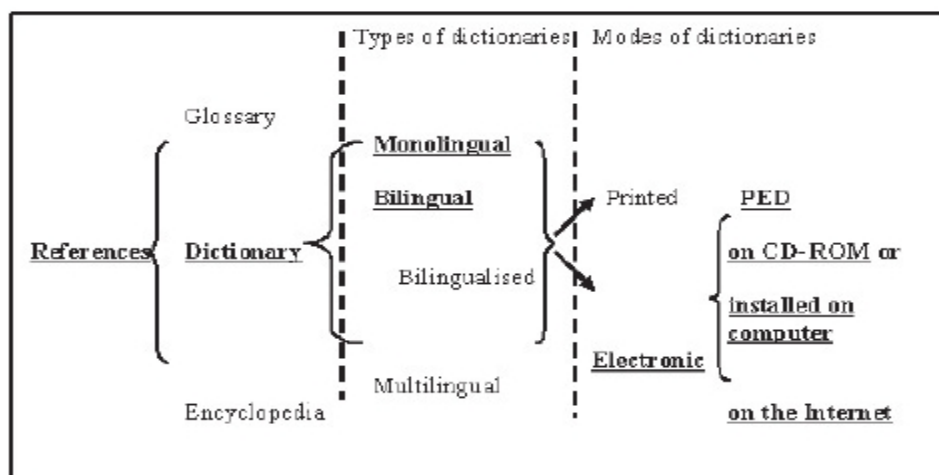 Types of dictionaries
Modes of dictionaries
Glossary
Monolingual
Bilingual
Printed
PED
References
Dictionary
on CD-ROM or
Bilingualised
installed on
computer
Electronic
Multilingual
Encyclopedia
on the Internet